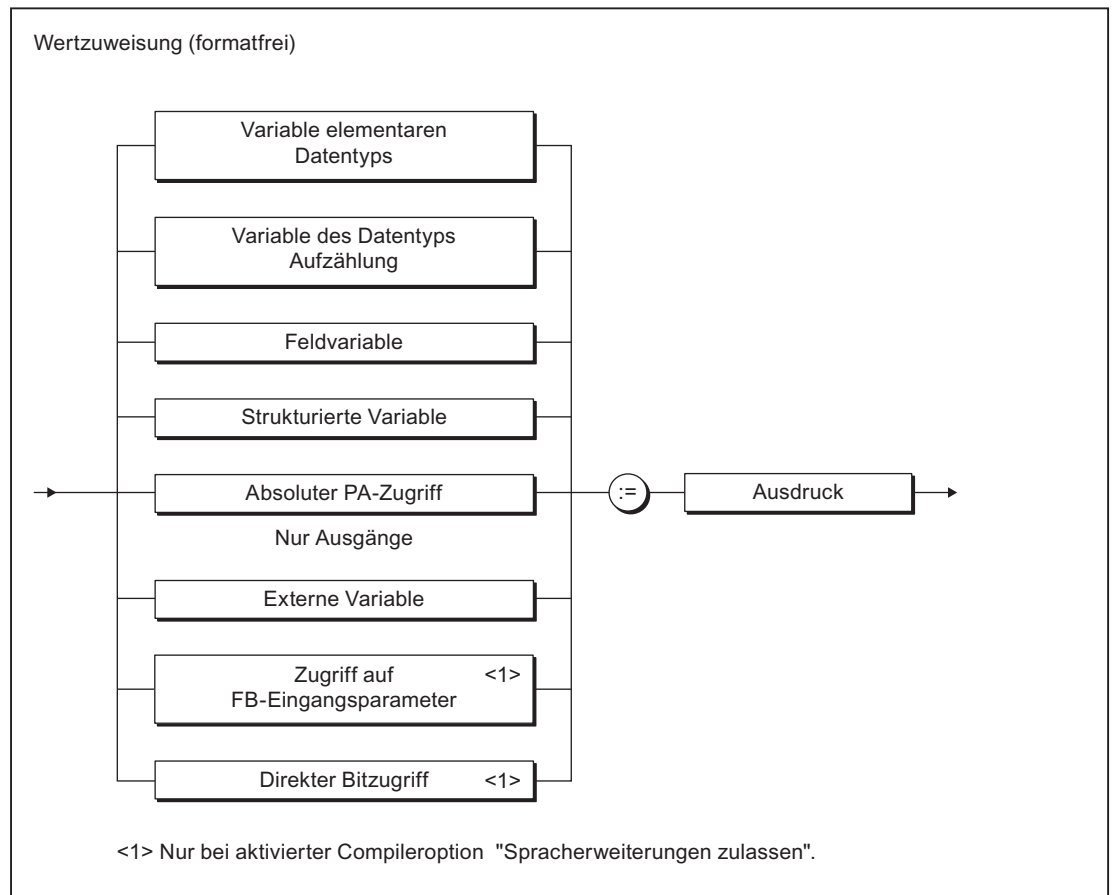 Wertzuweisung (formatfrei)
Variable elementaren
Datentyps
Variable des Datentyps
Aufzählung
Feldvariable
Strukturierte Variable
Absoluter PA-Zugriff
:=
Ausdruck
Nur Ausgänge
Externe Variable
Zugriff auf <1>
FB-Eingangsparameter
Direkter Bitzugriff <1>
<1> Nur bei aktivierter Compileroption "Spracherweiterungen zulassen".